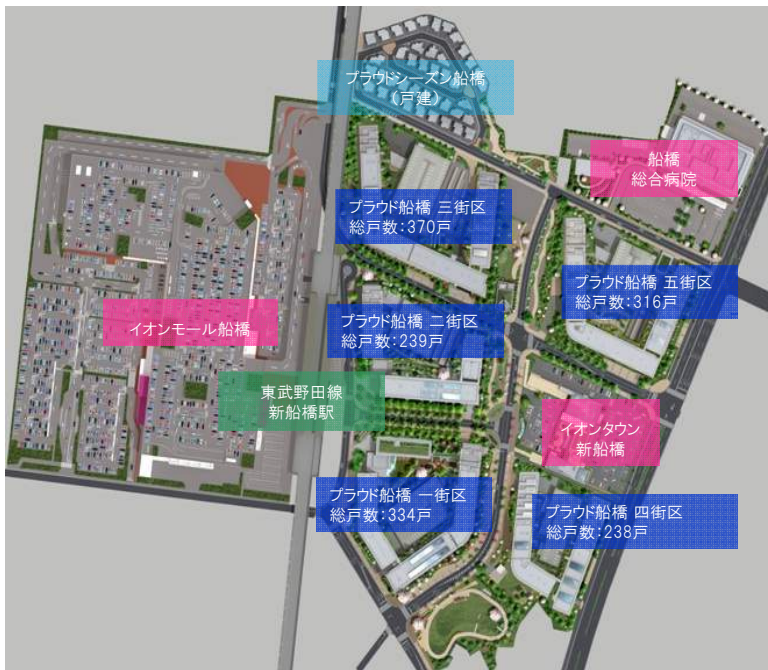 プラウドシーズン船橋
（戸建）
船橋
総合病院
プラウド船橋 三街区
総戸数：370戸
プラウド船橋 五街区
総戸数：316戸
イオンモール船橋
プラウド船橋 二街区
総戸数：239戸
東武野田線
新船橋駅
イオンタウン
新船橋
プラウド船橋 一街区
総戸数：334戸
プラウド船橋 四街区
総戸数：238戸